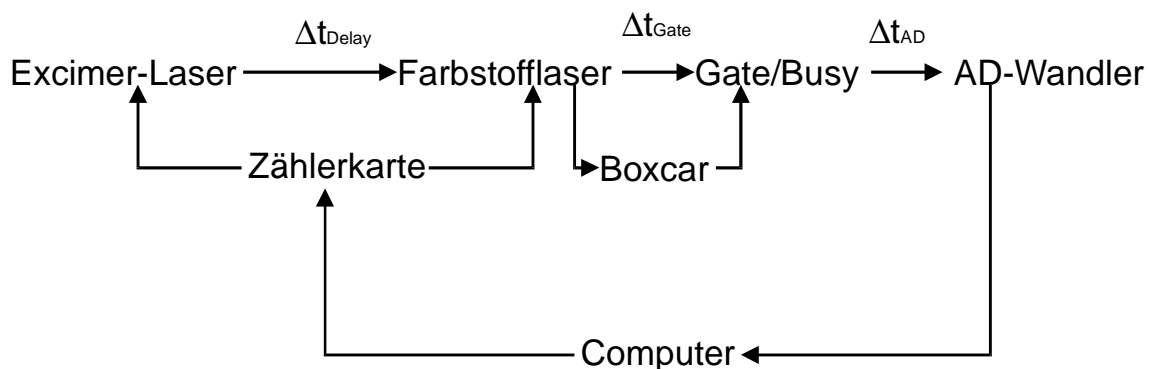 ΔtDelay ΔtGate ΔtAD
Excimer-Laser Farbstofflaser Gate/Busy AD-Wandler
Zählerkarte Boxcar
Computer